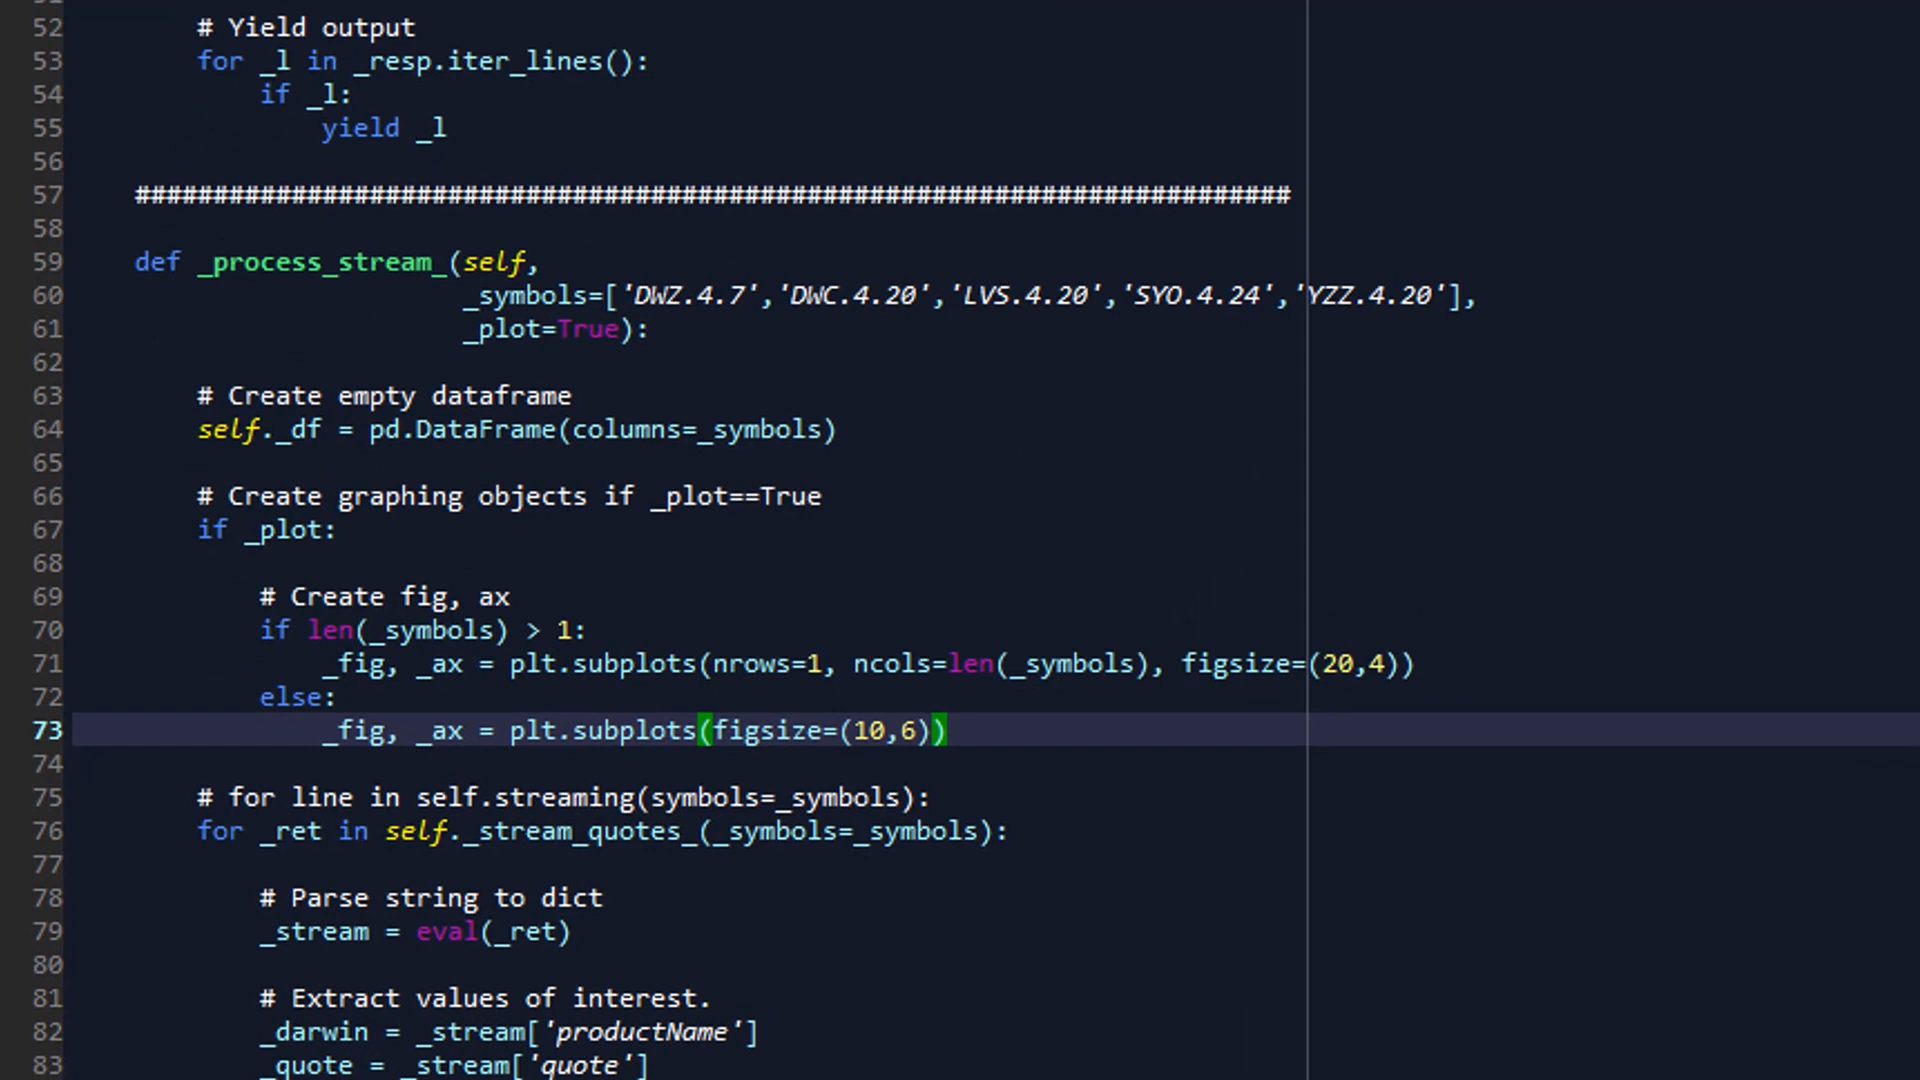 52 # Yield output
53 for _l in _resp.iter_lines():
54 if _l:
55 yield _l
56
57 ##########################################################################
58
59 def _process_stream_(self,
60 _symbols=['DWZ.4.7','DWC.4.20','LVS.4.20','SYO.4.24','YZZ.4.20'],
61 _plot=True):
62
63 # Create empty dataframe
64 self._df = pd.DataFrame(columns=_symbols)
65
66 # Create graphing objects if _plot==True
67 if _plot:
68
69 # Create fig, ax
70 if len(_symbols) > 1:
71 _fig, _ax = plt.subplots(nrows=1, ncols=len(_symbols), figsize=(20,4))
72 else:
73 _fig, _ax = plt.subplots(figsize=(10,6))
74
75 # for line in self.streaming(symbols=_symbols):
76 for _ret in self._stream_quotes_(_symbols=_symbols):
77
78 # Parse string to dict
79 _stream = eval(_ret)
80
81 # Extract values of interest.
82 _darwin = _stream['productName']
83 _quote = _stream['quote']